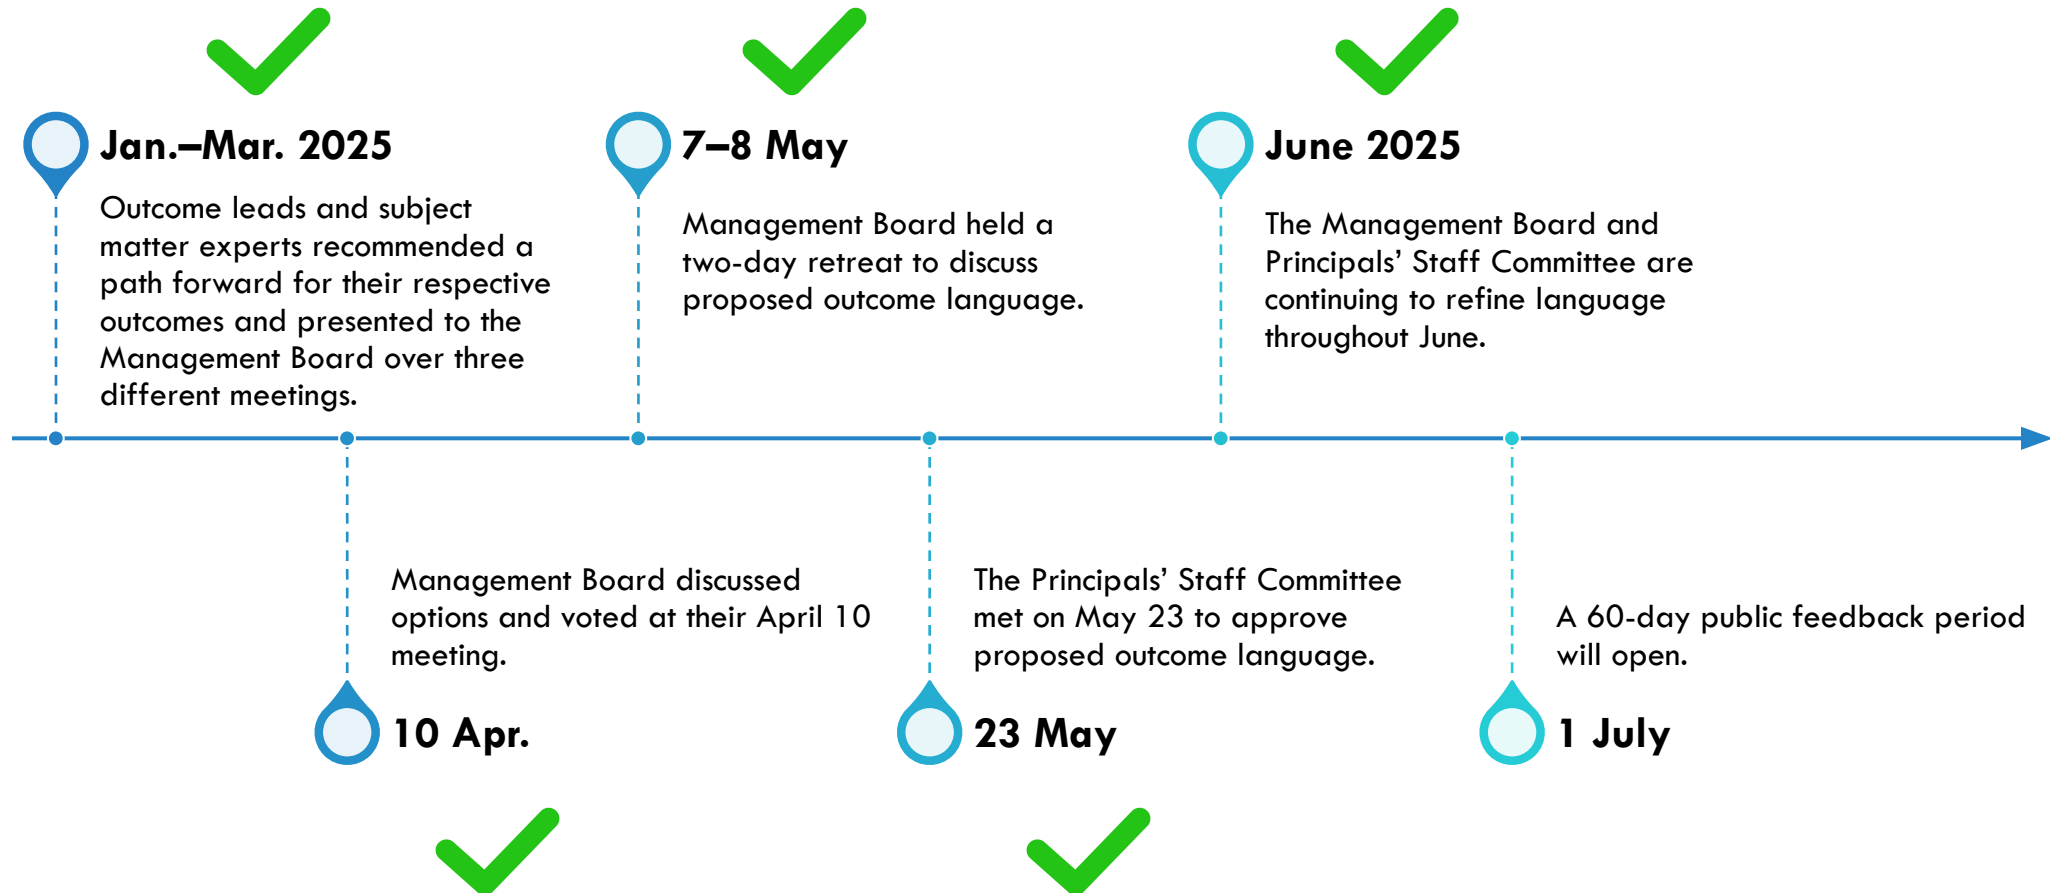 Jan.–Mar. 2025
Outcome leads and subject
matter experts recommended a
path forward for their respective
outcomes and presented to the
Management Board over three
different meetings.
Management Board discussed
options and voted at their April 10
meeting.
10 Apr.
7–8 May
Management Board held a
two-day retreat to discuss
proposed outcome language.
The Principals’ Staff Committee
met on May 23 to approve
proposed outcome language.
23 May
June 2025
The Management Board and
Principals’ Staff Committee are
continuing to refine language
throughout June.
A 60-day public feedback period
will open.
1 July